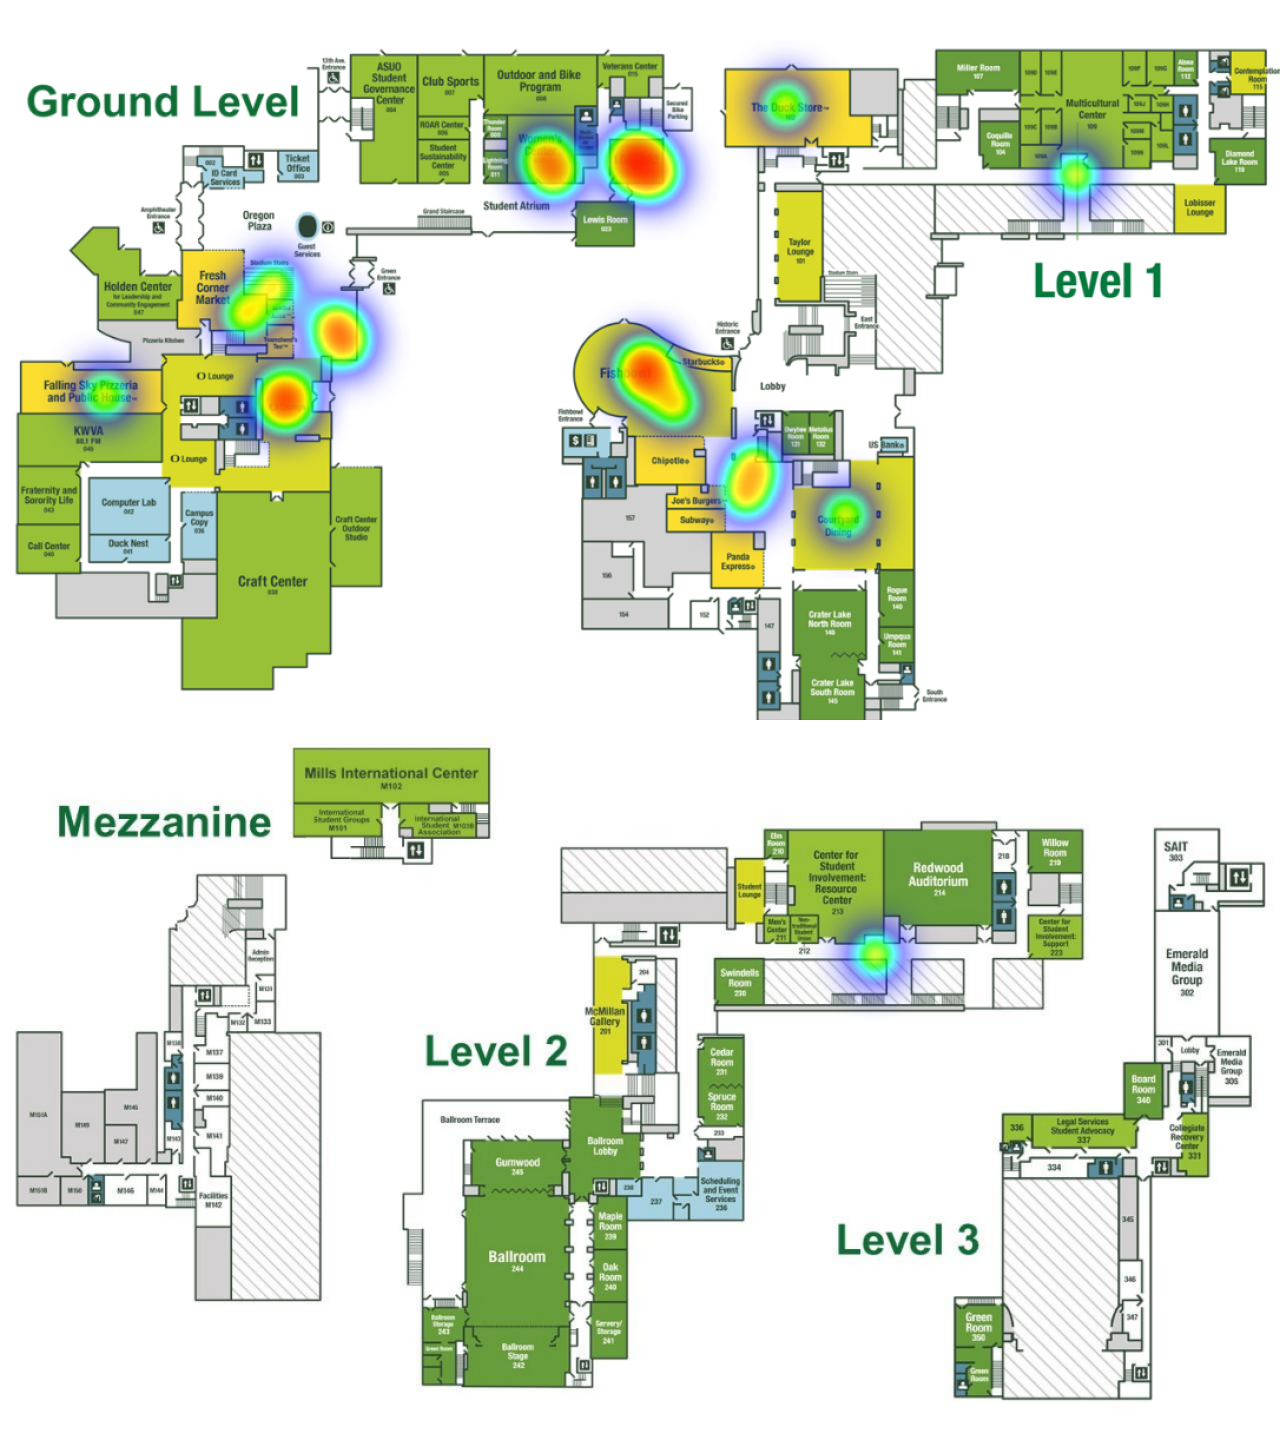 Ground Level
13th Ave.
Entrance
ASUO
Student
Governance
Center
004
Club Sports
007
ROAR Center
006
Student
Sustainability
Center
005
Outdoor and Bike
Program
008
Thunder
Room
009
Lightning
Room
011
Women's
Veterans Center
015
Secured
Bike
Parking
002
ID Card
Services
Ticket
Office
003
Student Atrium
Lewis Room
023
Grand Staircase
Amphitheater
Entrance
Oregon
Plaza
Guest
Services
Green
Entrance
Holden Center
for Leadership and
Community Engagement
047
Fresh
Corner
Market
Stadium Stairs
Townshend's
Tea
Pizzeria Kitchen
O Lounge
Falling Sky Pizzeria
and Public House
KWVA
88.1 FM
045
O Lounge
Fraternity and
Sorority Life
043
Call Center
040
Computer Lab
042
Duck Nest
041
Campus
Copy
036
Craft Center
038
Craft Center
Outdoor
Studio
Level 1
The Duck Store
Miller Room
107
Coquille
Room
104
Multicultural
Center
109
Alsea
Room
112
Contemplation
Room
115
Diamond
Lake Room
118
Lobisser
Lounge
Taylor
Lounge
101
Stadium Stairs
East
Entrance
Historic
Entrance
Lobby
Starbucks
Fishbowl
Entrance
Chipotle
Joe's Burgers
Subway
Panda
Express
Owyhee
Room
131
Metolius
Room
132
US Bank
Courtyard
Dining
157
156
154
152
147
Crater Lake
North Room
146
Crater Lake
South Room
145
Rogue
Room
140
Umpqua
Room
141
South
Entrance
Mezzanine
Mills International Center
M102
International
Student Groups
M101
International
Student M103B
Association
Admin
Reception
M131
M132
M133
M137
M138
M139
M140
M141
M143
M151A
M149
M145
M147
M151B
M150
M146
M144
Facilities
M142
Level 2
Elm
Room
210
Student
Lounge
Men's
Center
211
Non-
traditional
Student
Union
212
Center for
Student
Involvement:
Resource
Center
213
Redwood
Auditorium
214
218
Willow
Room
219
Center for
Student
Involvement:
Support
223
Swindells
Room
230
204
McMillan
Gallery
201
Cedar
Room
231
Spruce
Room
232
233
Ballroom Terrace
Ballroom
Lobby
Gumwood
245
238
237
Scheduling
and Event
Services
236
Maple
Room
239
Oak
Room
240
Servery/
Storage
241
Ballroom
244
Ballroom
Storage
243
Green Room
Ballroom
Stage
242
Level 3
SAIT
303
Emerald
Media
Group
302
301
Lobby
Emerald
Media
Group
305
Board
Room
340
336
Legal Services
Student Advocacy
337
Collegiate
Recovery
Center
331
334
345
346
347
Green
Room
350
Green
Room